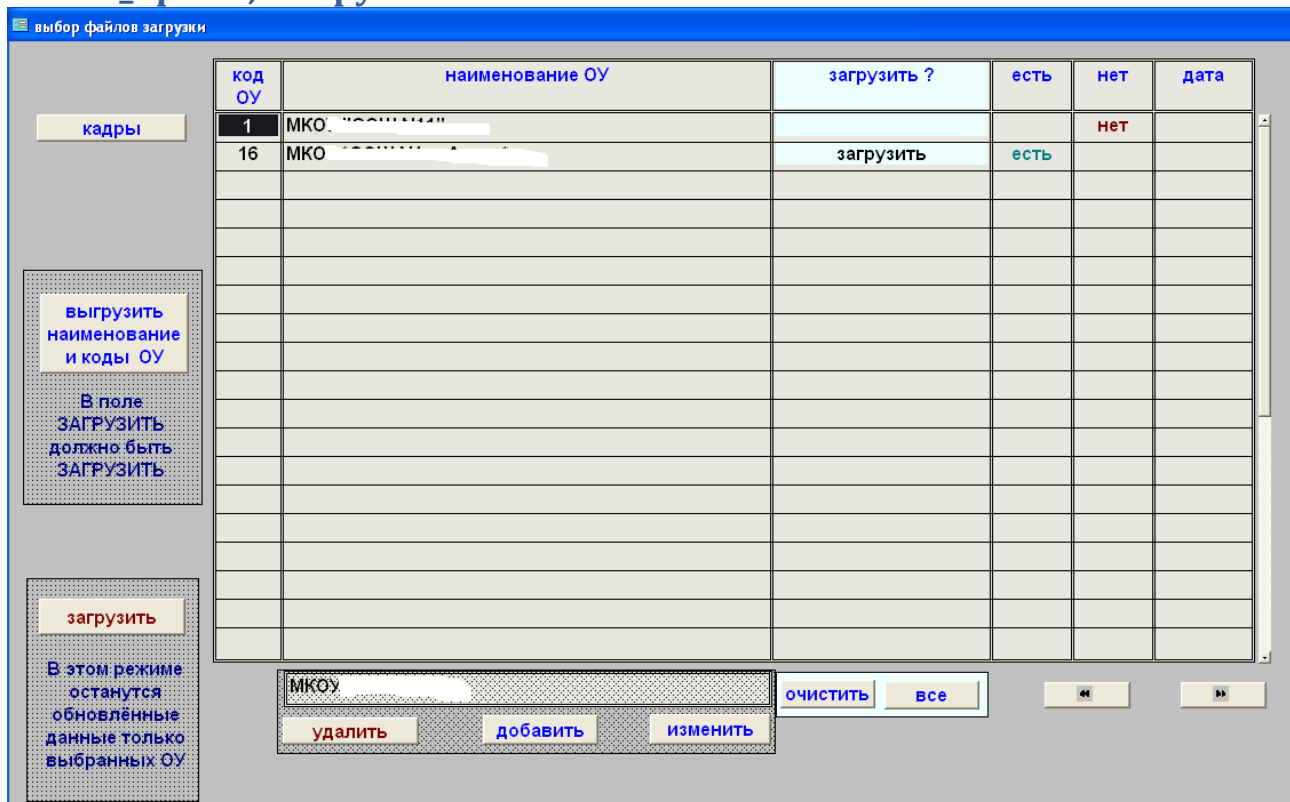 выбор файлов загрузки
код ОУ наименование ОУ загрузить ? есть нет дата
кадры
1 нет
16 загрузить есть
выгрузить
наименование
и коды ОУ
В поле
ЗАГРУЗИТЬ
должно быть
ЗАГРУЗИТЬ
загрузить
В этом режиме
останутся
обновлённые
данные только
выбранных ОУ
МКОУ
очистить все
удалить добавить изменить